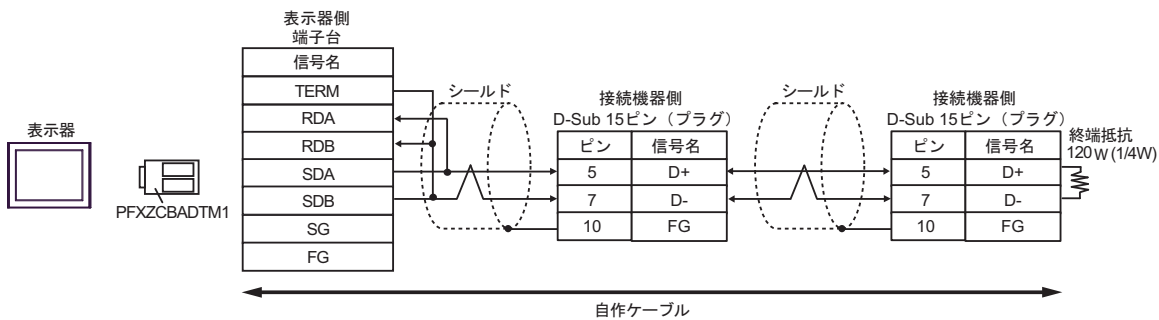 表示器
PFXZCBADTM1
表示器側
端子台
信号名
TERM
RDA
RDB
SDA
SDB
SG
FG
シールド
接続機器側
D-Sub 15ピン（プラグ）
ピン 信号名
5 D+
7 D-
10 FG
シールド
接続機器側
D-Sub 15ピン（プラグ）
ピン 信号名
5 D+
7 D-
10 FG
終端抵抗
120W(1/4W)
自作ケーブル